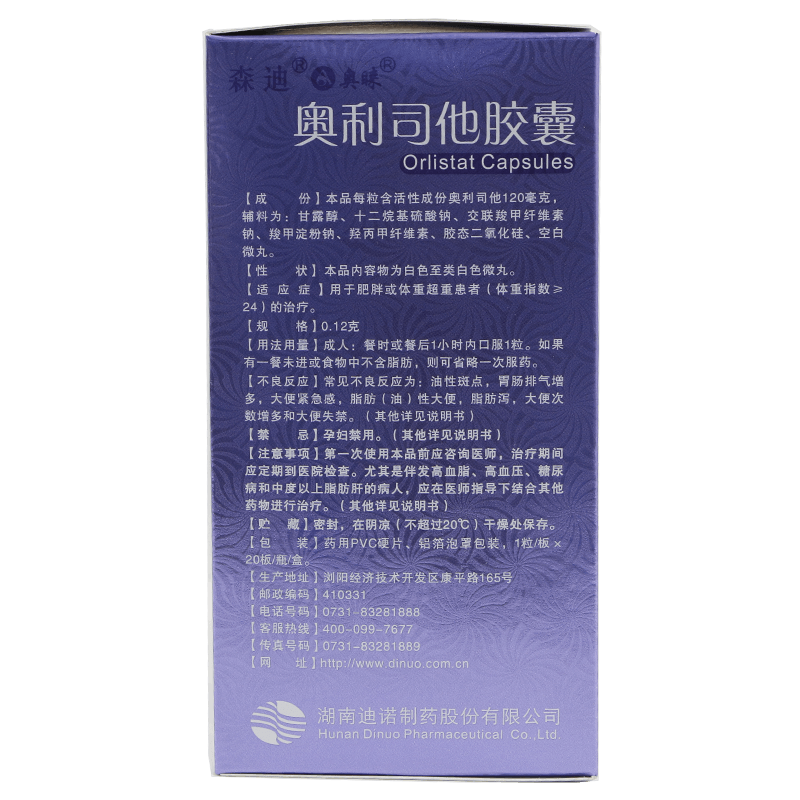 森迪® 奥睐®
奥利司他胶囊
Orlistat Capsules
【成　份】本品每粒含活性成份奥利司他120毫克，
辅料为：甘露醇、十二烷基硫酸钠、交联羧甲纤维素
钠、羧甲淀粉钠、羟丙甲纤维素、胶态二氧化硅、空白
微丸。
【性　状】本品内容物为白色至类白色微丸。
【适应症】用于肥胖或体重超重患者（体重指数≥
24）的治疗。
【规　格】0.12克
【用法用量】成人：餐时或餐后1小时内口服1粒。如果
有一餐未进或食物中不含脂肪，则可省略一次服药。
【不良反应】常见不良反应为：油性斑点，胃肠排气增
多，大便紧急感，脂肪（油）性大便，脂肪泻，大便次
数增多和大便失禁。（其他详见说明书）
【禁　忌】孕妇禁用。（其他详见说明书）
【注意事项】第一次使用本品前应咨询医师，治疗期间
应定期到医院检查。尤其是伴发高血脂、高血压、糖尿
病和中度以上脂肪肝的病人，应在医师指导下结合其他
药物进行治疗。（其他详见说明书）
【贮　藏】密封，在阴凉（不超过20℃）干燥处保存。
【包　装】药用PVC硬片、铝箔泡罩包装，1粒/板×
20板/瓶/盒。
【生产地址】浏阳经济技术开发区康平路165号
【邮政编码】410331
【电话号码】0731-83281888
【客服热线】400-099-7677
【传真号码】0731-83281889
【网　址】http://www.dinuo.com.cn
湖南迪诺制药股份有限公司
Hunan Dinuo Pharmaceutical Co.,Ltd.